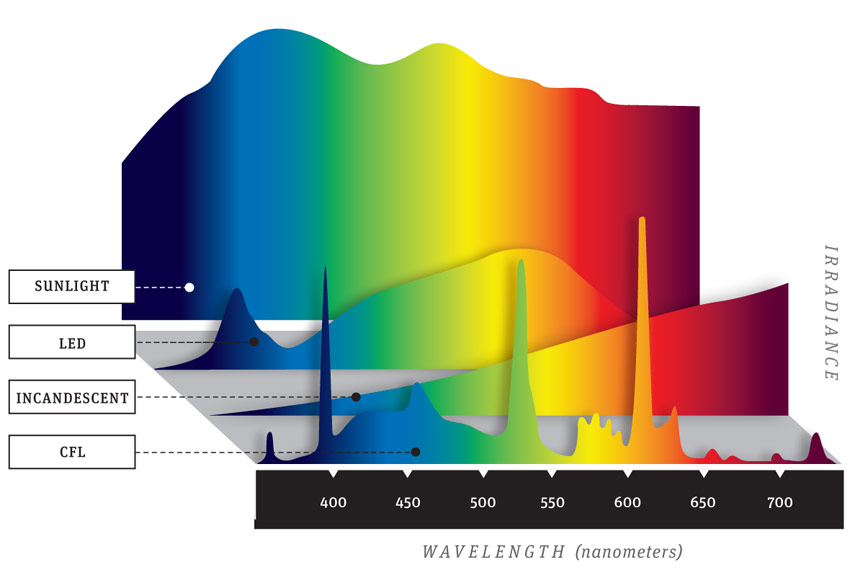 SUNLIGHT
LED
INCANDESCENT
CFL
IRRADIANCE
400 450 500 550 600 650 700
WAVELENGTH (nanometers)